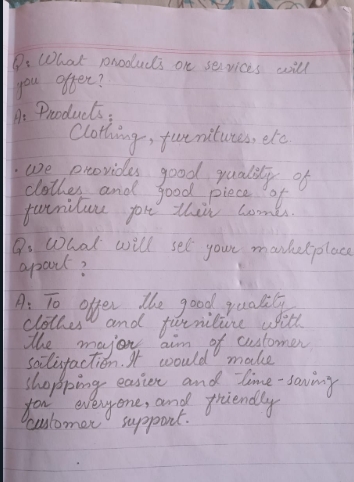 Q: What products or services will
you offer?
A: Products:
Clothing, furnitures, etc.
• We provides good quality of
clothes and good piece of
furniture for their homes.
Q: What will set your marketplace
apart?
A: To offer the good quality
clothes and furniture with
the major aim of customer
satisfaction. It would make
shopping easier and time-saving
for everyone, and friendly
customer support.